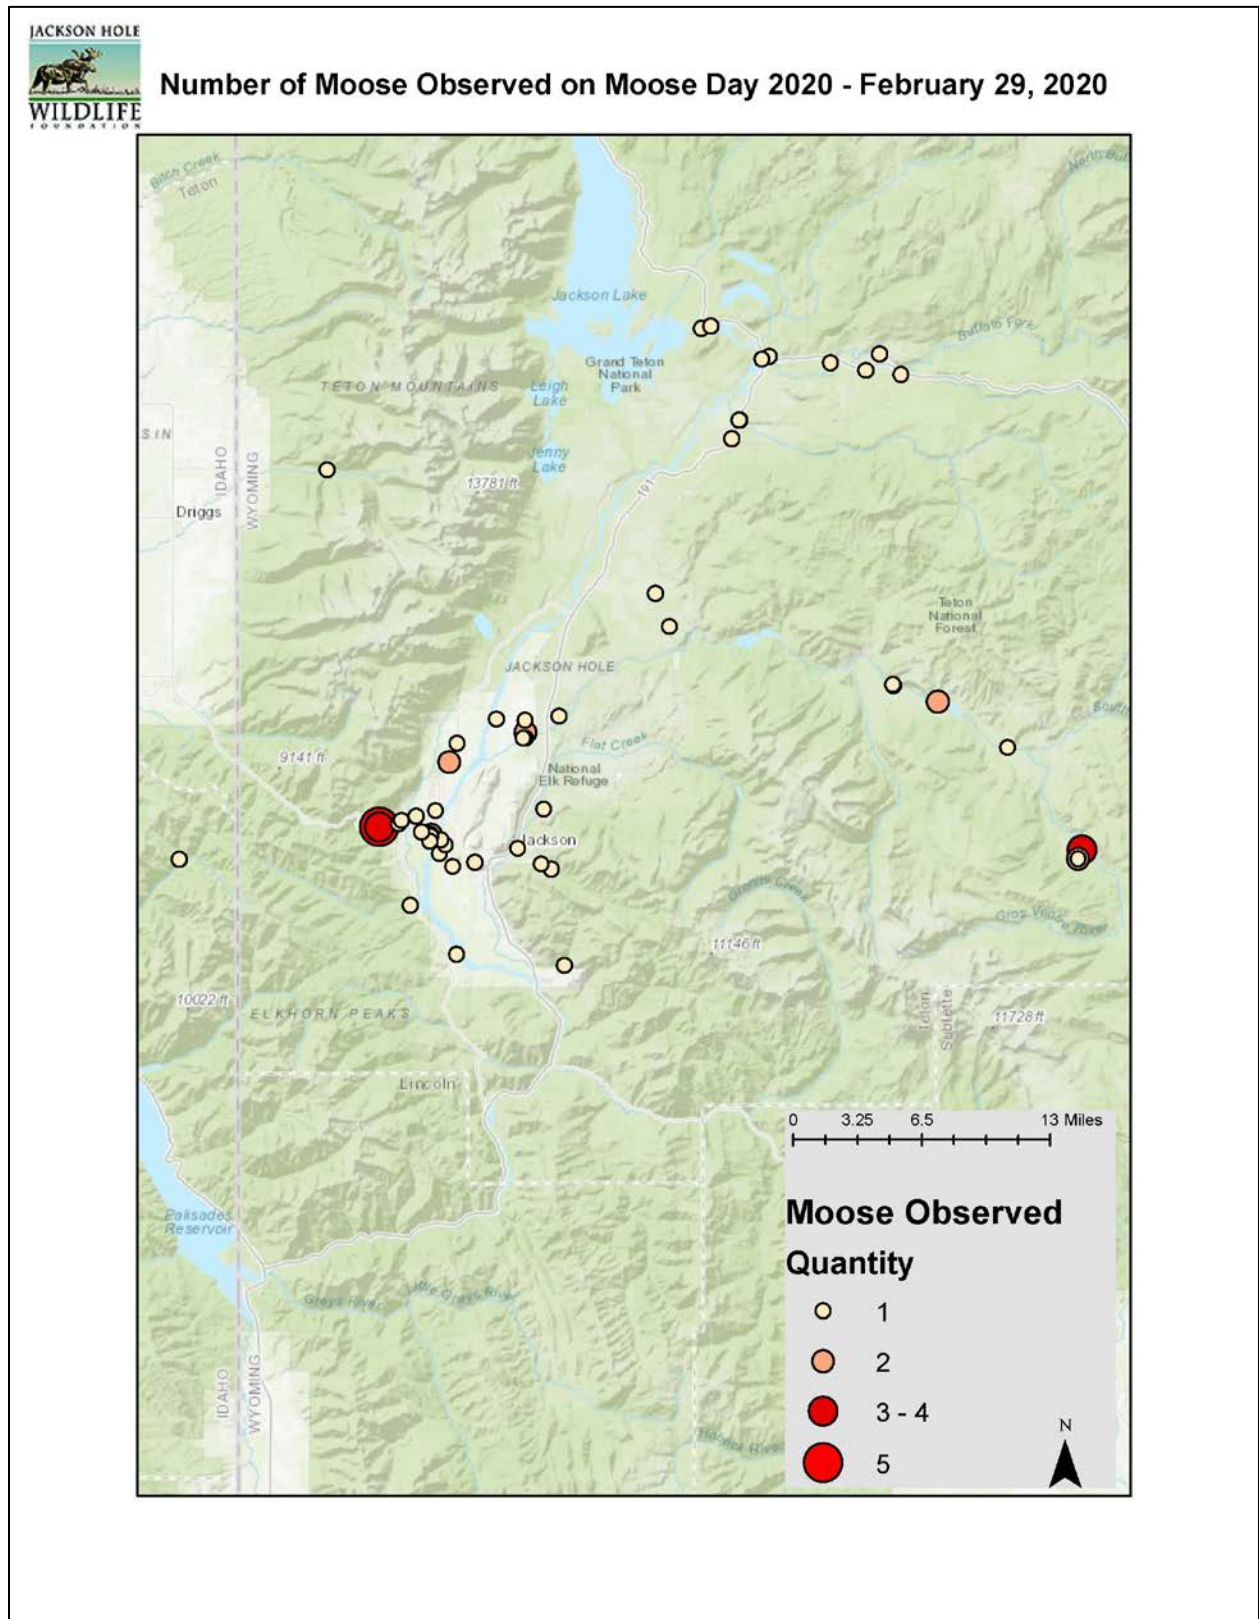 JACKSON HOLE
WILDLIFE
FOUNDATION
Number of Moose Observed on Moose Day 2020 - February 29, 2020
Bitch Creek
Teton
North Buf
Jackson Lake
Buffalo Fork
Grand Teton
National
Park
TETON MOUNTAINS
Leigh
Lake
SIN
Jenny
Lake
IDAHO
WYOMING
13781 ft
191
Driggs
Teton
National
Forest
JACKSON HOLE
South
Flat Creek
9141 ft
National
Elk Refuge
Jackson
Granite Creek
Gros Ventre River
11146 ft
10022 ft
ELKHORN PEAKS
Teton
Sublette
11728 ft
Lincoln
0 3.25 6.5 13 Miles
Moose Observed
Quantity
1
2
3 - 4
5
N
Palisades
Reservoir
Greys River
Little Greys River
IDAHO
WYOMING